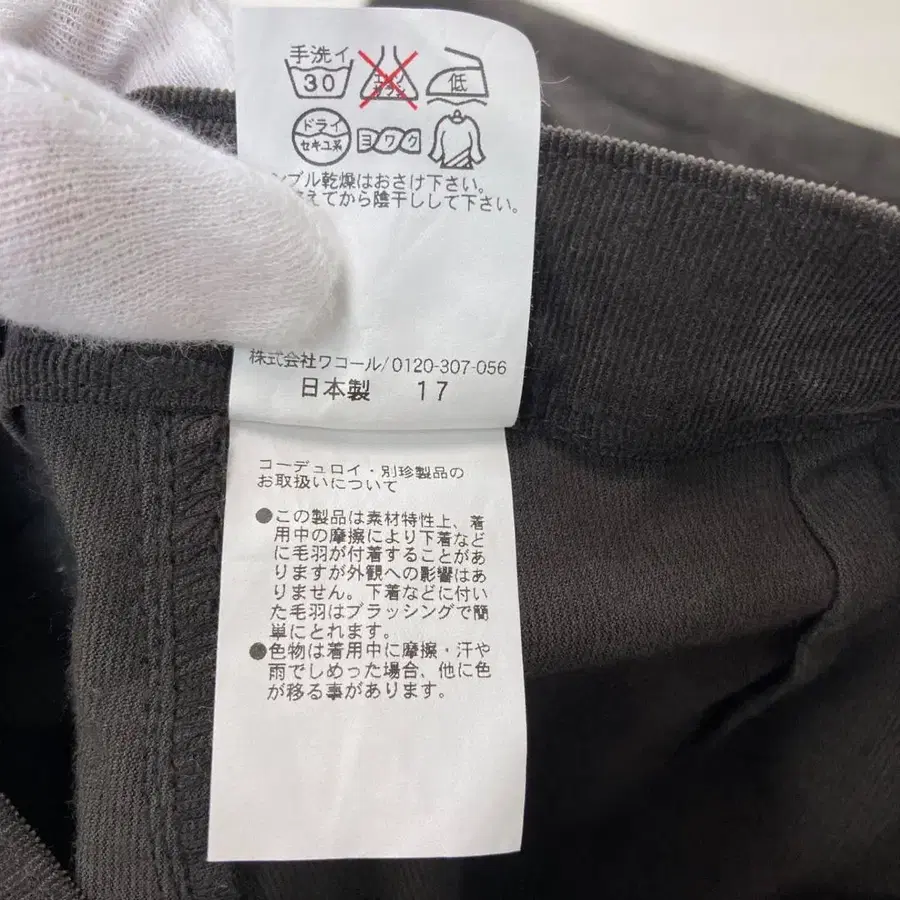 手洗イ
30
エンソ
サラシ
低
ドライ
セキユ系
ヨワク
ンブル乾燥はおさけ下さい。
えてから陰干しして下さい。
株式会社ワコール/0120-307-056
日本製 17
コーデュロイ・別珍製品の
お取扱いについて
●この製品は素材特性上、着
用中の摩擦により下着など
に毛羽が付着することがあ
りますが外観への影響はあ
りません。下着などに付い
た毛羽はブラッシングで簡
単にとれます。
●色物は着用中に摩擦・汗や
雨でしめった場合、他に色
が移る事があります。